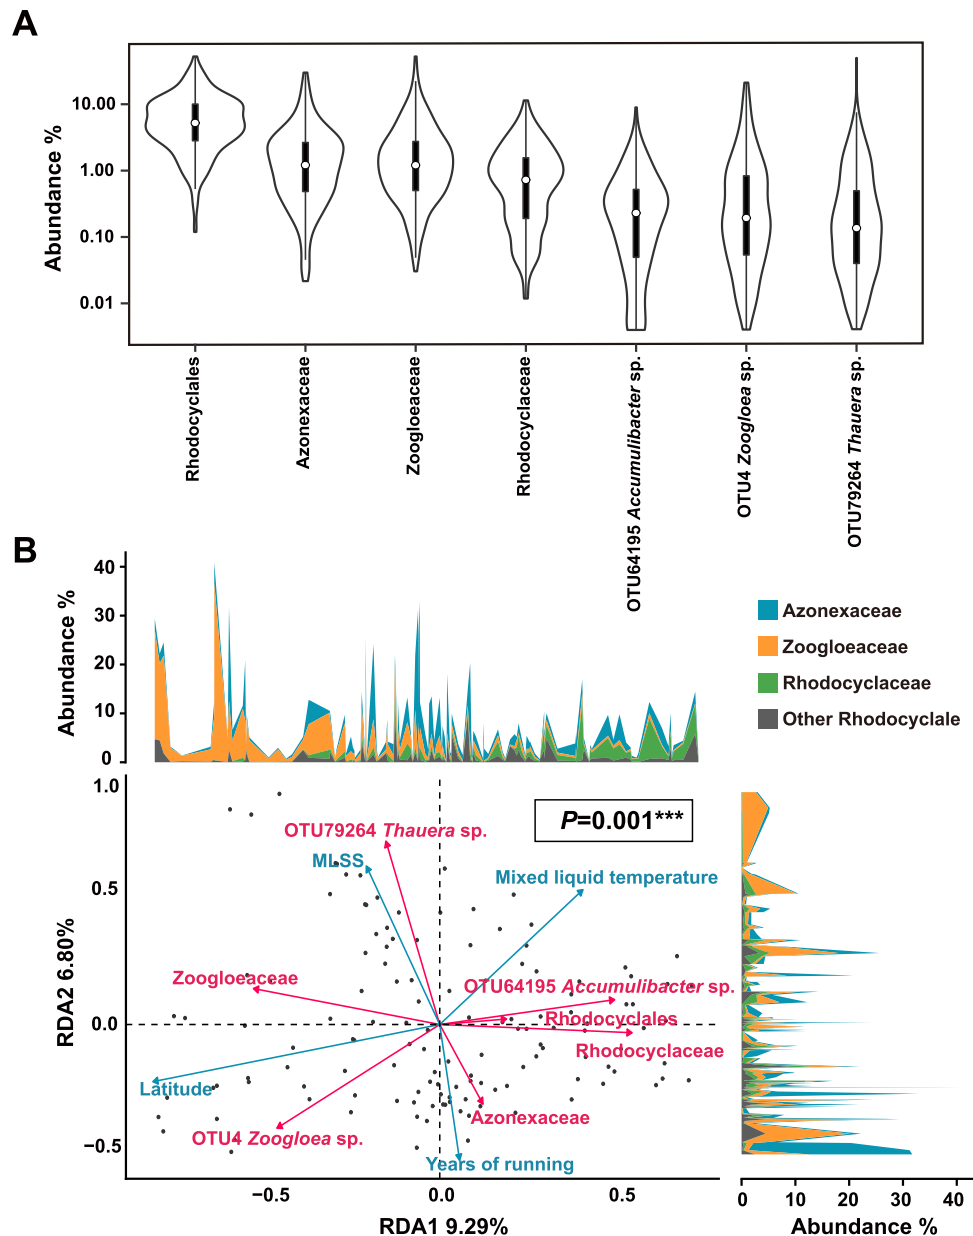 A
Abundance %
10.00
1.00
0.10
0.01
Rhodocyclales
Azonexaceae
Zoogloeaceae
Rhodocyclaceae
OTU64195 Accumulibacter sp.
OTU4 Zoogloea sp.
OTU79264 Thauera sp.
B
Abundance %
40
30
20
10
0
Azonexaceae
Zoogloeaceae
Rhodocyclaceae
Other Rhodocyclale
RDA2 6.80%
1.0
0.5
0.0
−0.5
P=0.001***
OTU79264 Thauera sp.
MLSS
Mixed liquid temperature
Zoogloeaceae
OTU64195 Accumulibacter sp.
Rhodocyclales
Rhodocyclaceae
Latitude
Azonexaceae
OTU4 Zoogloea sp.
Years of running
−0.5
0.0
0.5
RDA1 9.29%
0
10
20
30
40
Abundance %